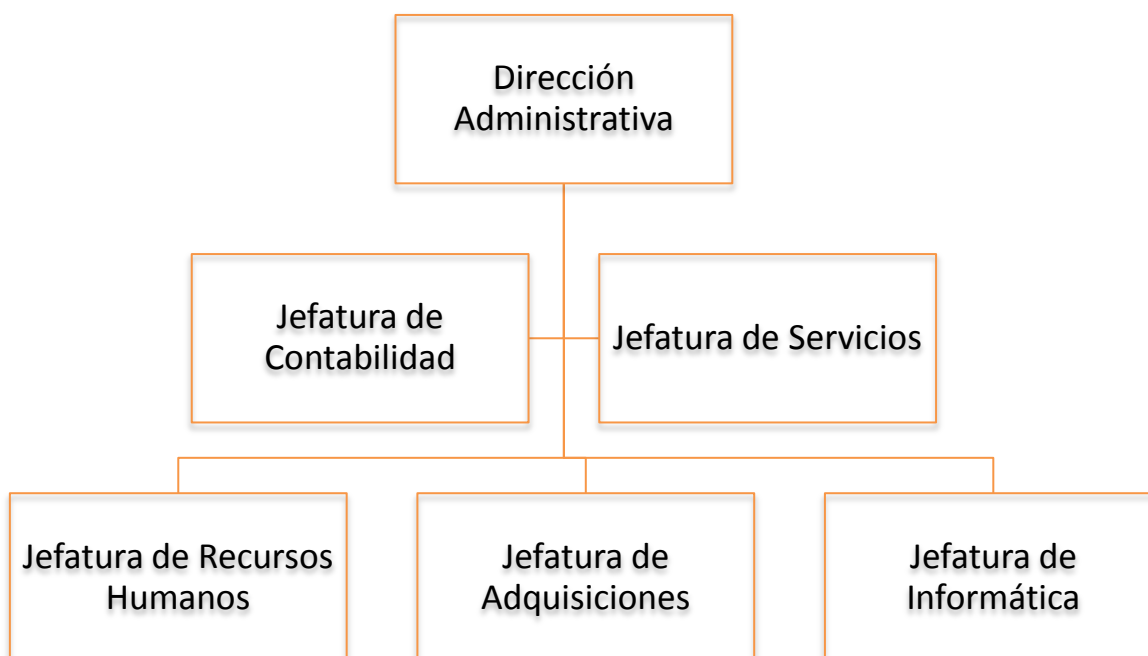 Dirección
Administrativa
Jefatura de
Contabilidad
Jefatura de Servicios
Jefatura de Recursos
Humanos
Jefatura de
Adquisiciones
Jefatura de
Informática